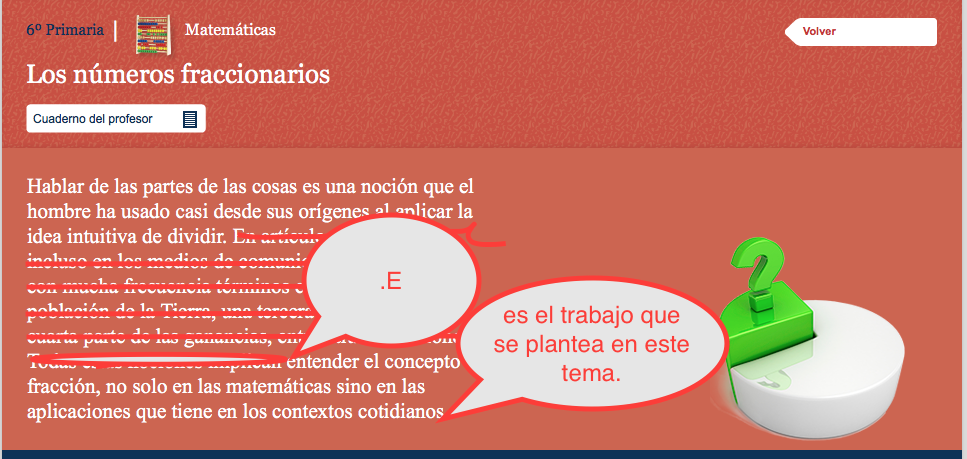 6º Primaria
Matemáticas
Volver
Los números fraccionarios
Cuaderno del profesor
Hablar de las partes de las cosas es una noción que el
hombre ha usado casi desde sus orígenes al aplicar la
idea intuitiva de dividir. En
incluso en los medios de
con mucha frecuencia términos
población de la Tierra, una tercera
cuarta parte de las ganancias,
Todas estas nociones implican entender el concepto
fracción, no solo en las matemáticas sino en las
aplicaciones que tiene en los contextos cotidianos
.E
es el trabajo que
se plantea en este
tema.